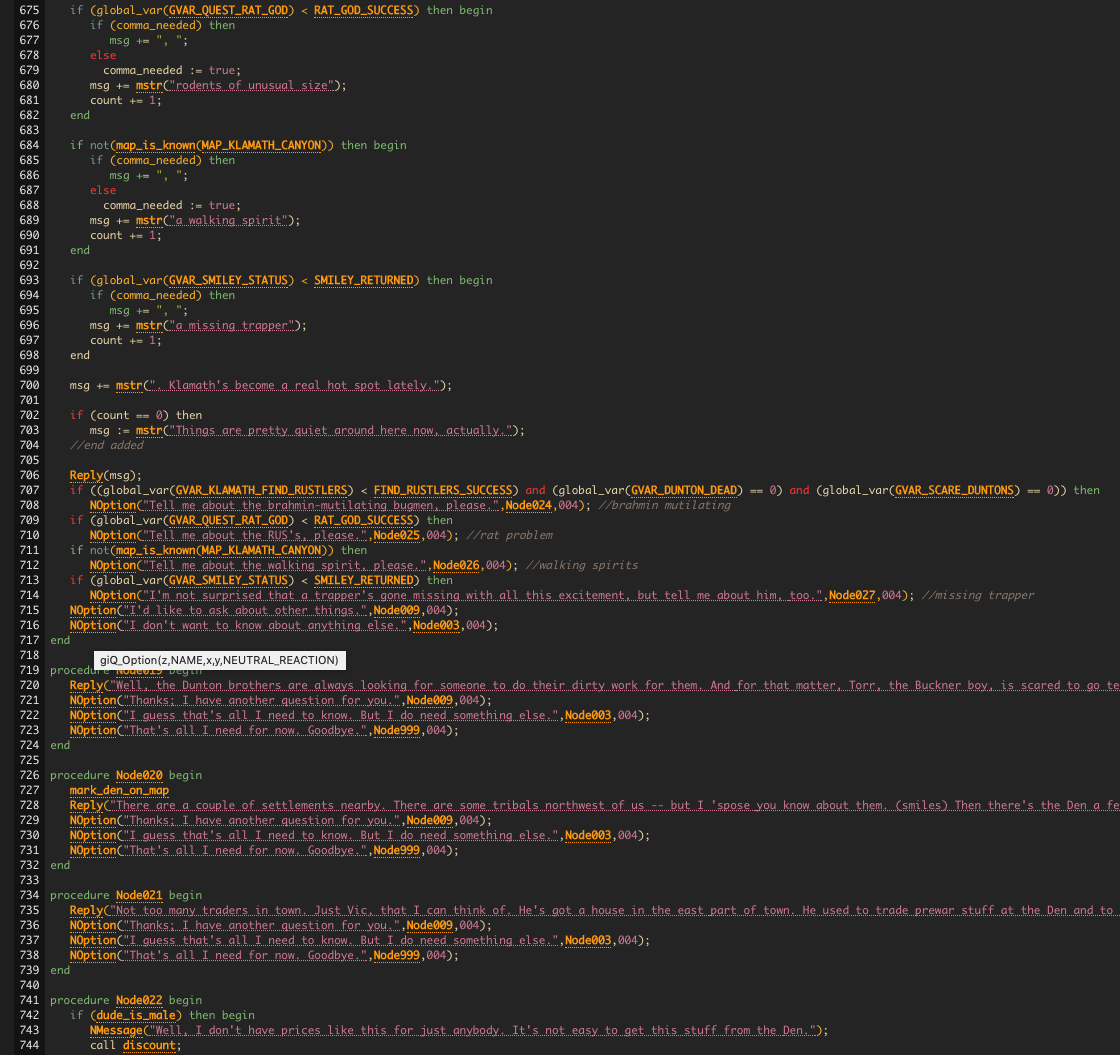 675 if (global_var(GVAR_QUEST_RAT_GOD) < RAT_GOD_SUCCESS) then begin
676 if (comma_needed) then
677 msg += ", ";
678 else
679 comma_needed := true;
680 msg += mstr("rodents of unusual size");
681 count += 1;
682 end
683
684 if not(map_is_known(MAP_KLAMATH_CANYON)) then begin
685 if (comma_needed) then
686 msg += ", ";
687 else
688 comma_needed := true;
689 msg += mstr("a walking spirit");
690 count += 1;
691 end
692
693 if (global_var(GVAR_SMILEY_STATUS) < SMILEY_RETURNED) then begin
694 if (comma_needed) then
695 msg += ", ";
696 msg += mstr("a missing trapper");
697 count += 1;
698 end
699
700 msg += mstr(". Klamath's become a real hot spot lately.");
701
702 if (count == 0) then
703 msg := mstr("Things are pretty quiet around here now, actually.");
704 //end added
705
706 Reply(msg);
707 if ((global_var(GVAR_KLAMATH_FIND_RUSTLERS) < FIND_RUSTLERS_SUCCESS) and (global_var(GVAR_DUNTON_DEAD) == 0) and (global_var(GVAR_SCARE_DUNTONS) == 0)) then
708 NOption("Tell me about the brahmin-mutilating bugmen, please.",Node024,004); //brahmin mutilating
709 if (global_var(GVAR_QUEST_RAT_GOD) < RAT_GOD_SUCCESS) then
710 NOption("Tell me about the RUS's, please.",Node025,004); //rat problem
711 if not(map_is_known(MAP_KLAMATH_CANYON)) then
712 NOption("Tell me about the walking spirit, please.",Node026,004); //walking spirits
713 if (global_var(GVAR_SMILEY_STATUS) < SMILEY_RETURNED) then
714 NOption("I'm not surprised that a trapper's gone missing with all this excitement, but tell me about him, too.",Node027,004); //missing trapper
715 NOption("I'd like to ask about other things.",Node009,004);
716 NOption("I don't want to know about anything else.",Node003,004);
717 end
718 giQ_Option(z,NAME,x,y,NEUTRAL_REACTION)
719 procedure Node019 begin
720 Reply("Well, the Dunton brothers are always looking for someone to do their dirty work for them. And for that matter, Torr, the Buckner boy, is scared to go te
721 NOption("Thanks; I have another question for you.",Node009,004);
722 NOption("I guess that's all I need to know. But I do need something else.",Node003,004);
723 NOption("That's all I need for now. Goodbye.",Node999,004);
724 end
725
726 procedure Node020 begin
727 mark_den_on_map
728 Reply("There are a couple of settlements nearby. There are some tribals northwest of us -- but I 'spose you know about them. (smiles) Then there's the Den a fe
729 NOption("Thanks; I have another question for you.",Node009,004);
730 NOption("I guess that's all I need to know. But I do need something else.",Node003,004);
731 NOption("That's all I need for now. Goodbye.",Node999,004);
732 end
733
734 procedure Node021 begin
735 Reply("Not too many traders in town. Just Vic, that I can think of. He's got a house in the east part of town. He used to trade prewar stuff at the Den and to
736 NOption("Thanks; I have another question for you.",Node009,004);
737 NOption("I guess that's all I need to know. But I do need something else.",Node003,004);
738 NOption("That's all I need for now. Goodbye.",Node999,004);
739 end
740
741 procedure Node022 begin
742 if (dude_is_male) then begin
743 NMessage("Well, I don't have prices like this for just anybody. It's not easy to get this stuff from the Den.");
744 call discount;